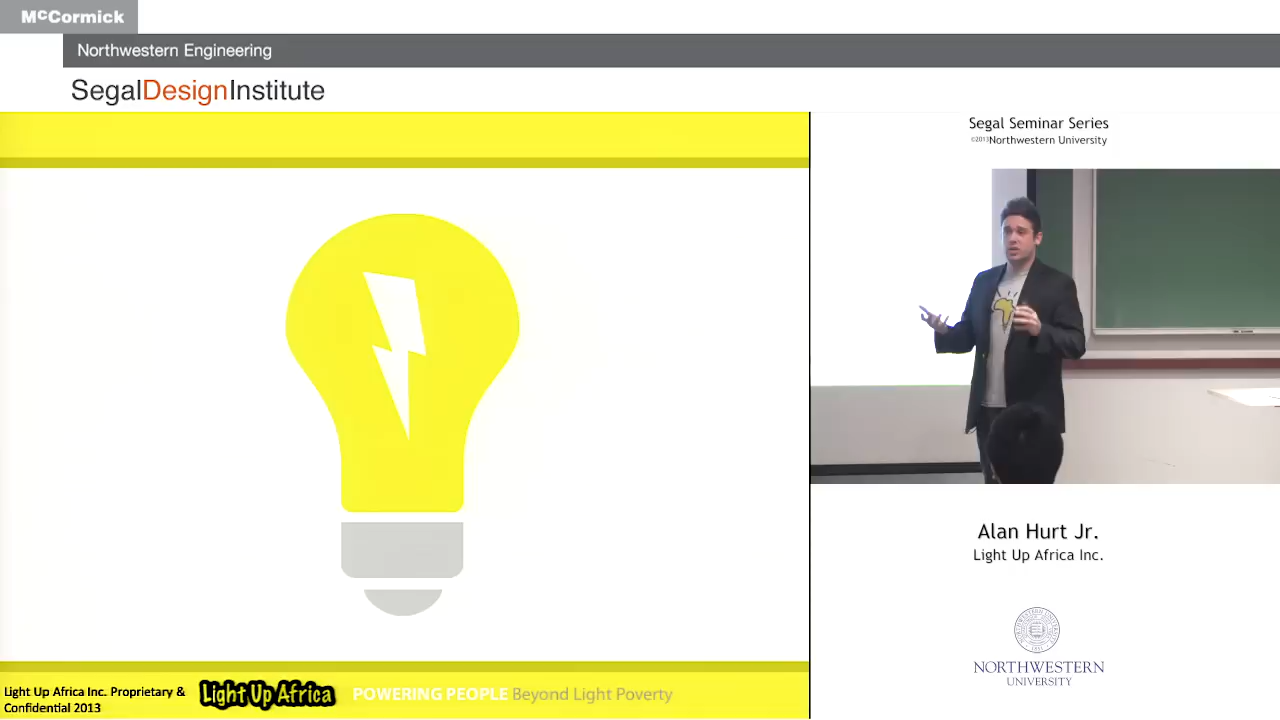 McCormick
Northwestern Engineering
SegalDesignInstitute
Segal Seminar Series
©2013Northwestern University
Alan Hurt Jr.
Light Up Africa Inc.
NORTHWESTERN
UNIVERSITY
Light Up Africa Inc. Proprietary &
Confidential 2013
Light Up Africa
POWERING PEOPLE Beyond Light Poverty